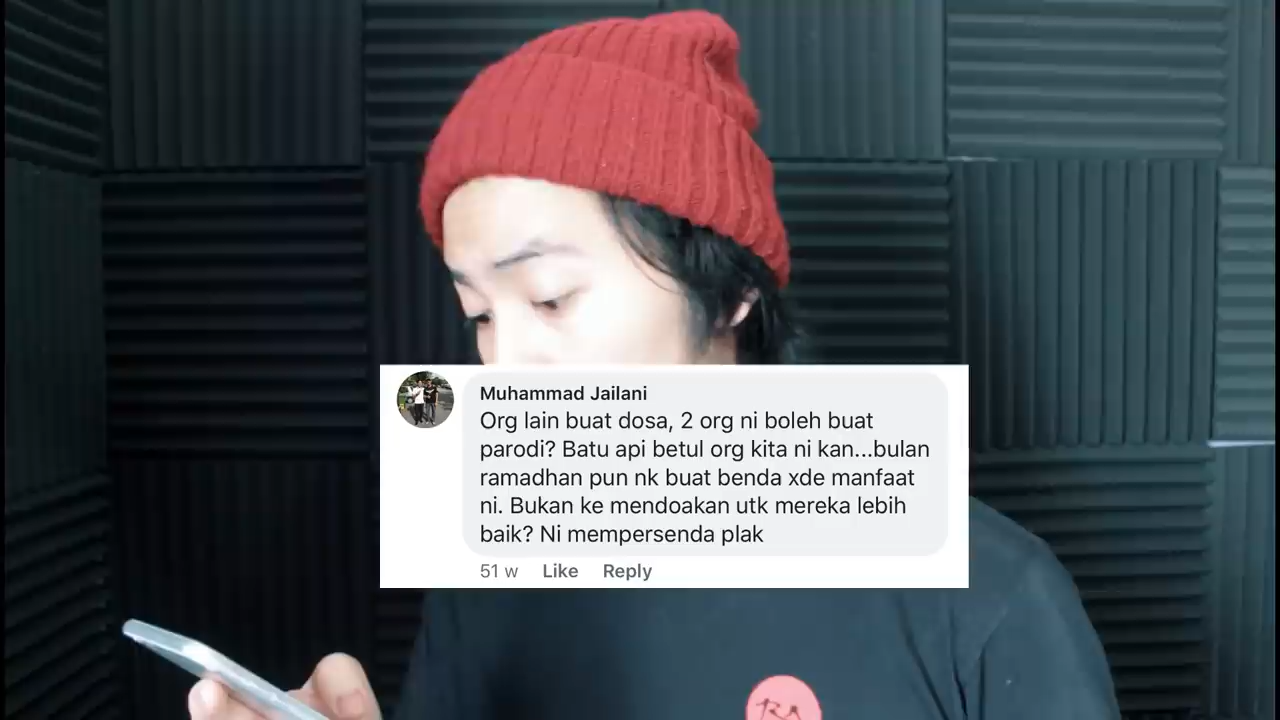 Muhammad Jailani
Org lain buat dosa, 2 org ni boleh buat
parodi? Batu api betul org kita ni kan...bulan
ramadhan pun nk buat benda xde manfaat
ni. Bukan ke mendoakan utk mereka lebih
baik? Ni mempersenda plak
51 w Like Reply